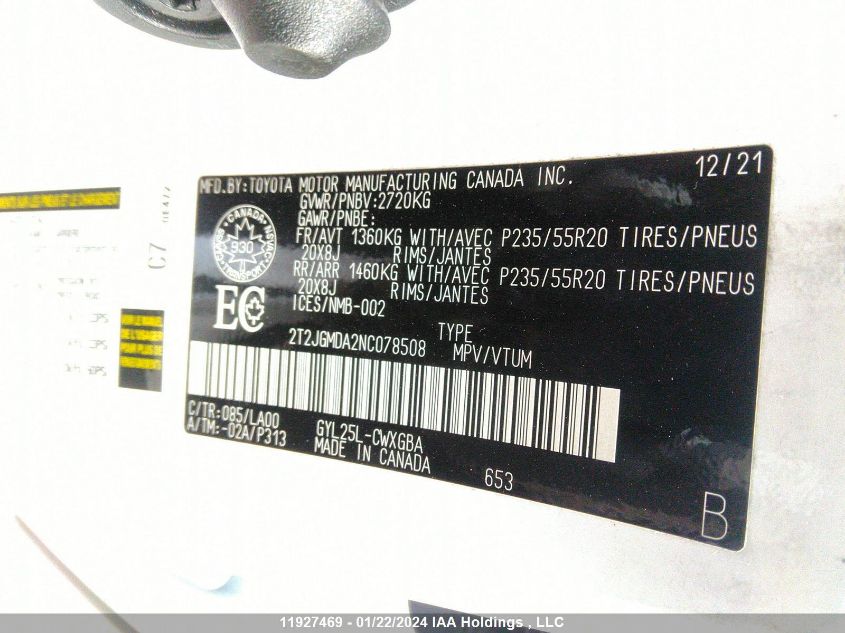 12/21
MFD.BY:TOYOTA MOTOR MANUFACTURING CANADA INC.
GVWR/PNBV:2720KG
GAWR/PNBE:
FR/AVT 1360KG WITH/AVEC P235/55R20 TIRES/PNEUS
20X8J RIMS/JANTES
RR/ARR 1460KG WITH/AVEC P235/55R20 TIRES/PNEUS
20X8J RIMS/JANTES
ICES/NMB-002
CANADA
930
TRANSPORT
EC
TYPE
2T2JGMDA2NC078508 MPV/VTUM
C/TR:085/LA00 GYL25L-CWXGBA
A/TM:-02A/P313 MADE IN CANADA
653
B
C7
11927469 - 01/22/2024 IAA Holdings , LLC